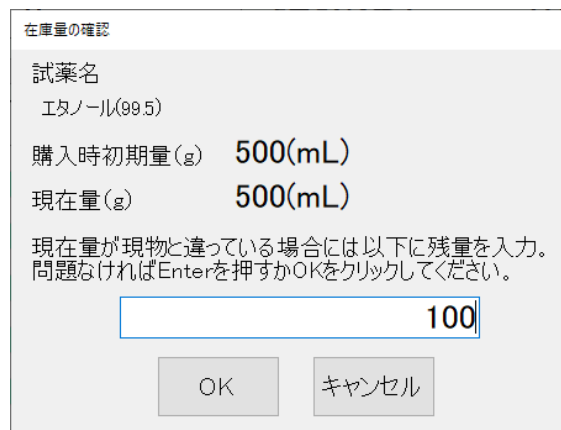 在庫量の確認
試薬名
エタノール(99.5)
購入時初期量(g) 500(mL)
現在量(g) 500(mL)
現在量が現物と違っている場合には以下に残量を入力。
問題なければEnterを押すかOKをクリックしてください。
100
OK キャンセル